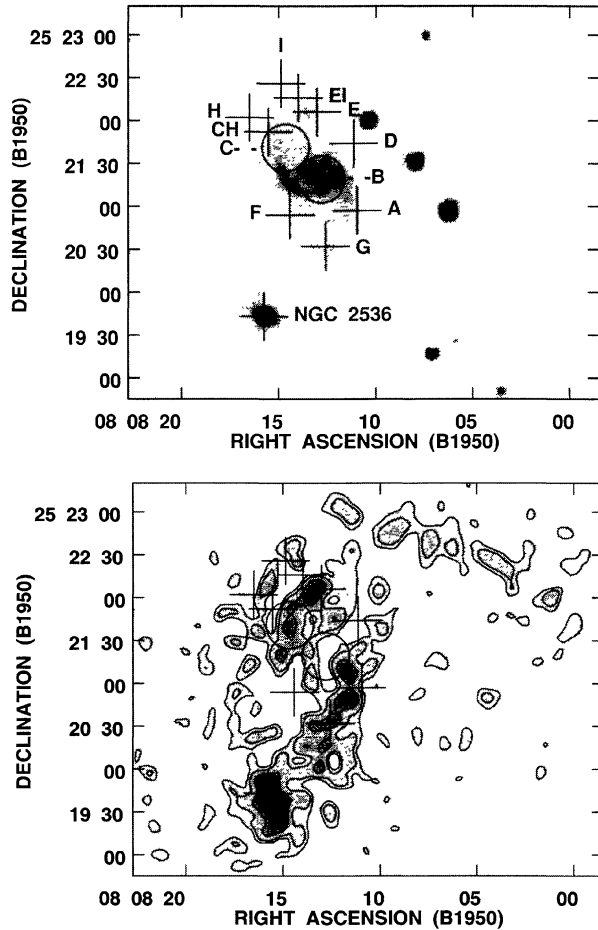 25 23 00
I
22 30
EI
H
E
00
CH
D
C- -
21 30
-B
00
F
A
20 30
G
00
NGC 2536
19 30
00
08 08 20 15 10 05 00
RIGHT ASCENSION (B1950)
DECLINATION (B1950)
25 23 00
22 30
00
21 30
00
20 30
00
19 30
00
08 08 20 15 10 05 00
RIGHT ASCENSION (B1950)
DECLINATION (B1950)